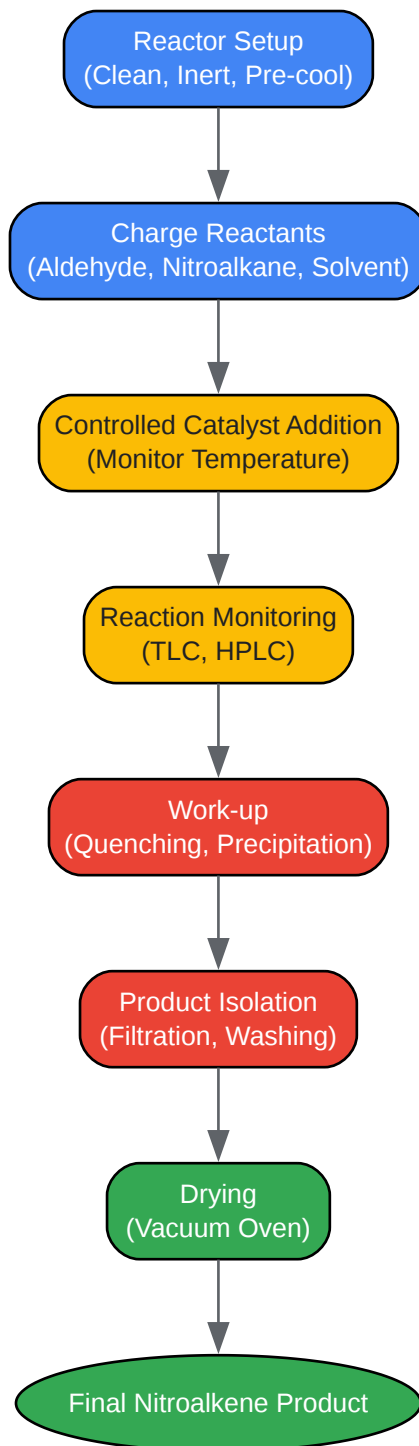 Reactor Setup
(Clean, Inert, Pre-cool)
Charge Reactants
(Aldehyde, Nitroalkane, Solvent)
Controlled Catalyst Addition
(Monitor Temperature)
Reaction Monitoring
(TLC, HPLC)
Work-up
(Quenching, Precipitation)
Product Isolation
(Filtration, Washing)
Drying
(Vacuum Oven)
Final Nitroalkene Product